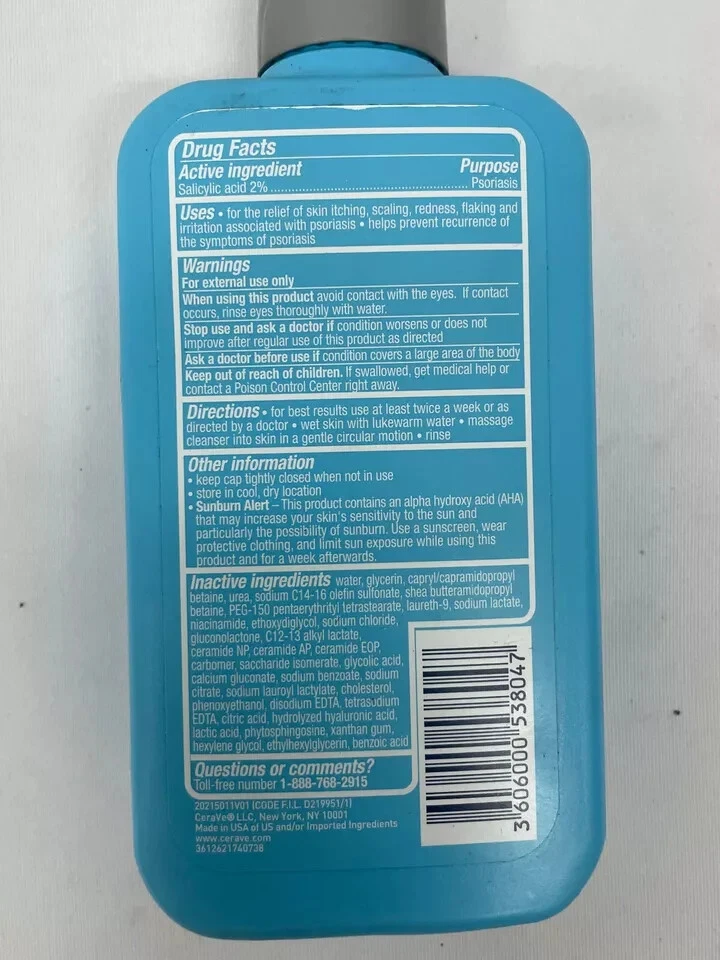 Drug Facts
Active ingredient Purpose
Salicylic acid 2%........................................................ Psoriasis
Uses • for the relief of skin itching, scaling, redness, flaking and
irritation associated with psoriasis • helps prevent recurrence of
the symptoms of psoriasis
Warnings
For external use only
When using this product avoid contact with the eyes. If contact
occurs, rinse eyes thoroughly with water.
Stop use and ask a doctor if condition worsens or does not
improve after regular use of this product as directed
Ask a doctor before use if condition covers a large area of the body
Keep out of reach of children. If swallowed, get medical help or
contact a Poison Control Center right away.
Directions • for best results use at least twice a week or as
directed by a doctor • wet skin with lukewarm water • massage
cleanser into skin in a gentle circular motion • rinse
Other information
• keep cap tightly closed when not in use
• store in cool, dry location
• Sunburn Alert – This product contains an alpha hydroxy acid (AHA)
that may increase your skin's sensitivity to the sun and
particularly the possibility of sunburn. Use a sunscreen, wear
protective clothing, and limit sun exposure while using this
product and for a week afterwards.
Inactive ingredients water, glycerin, capryl/capramidopropyl
betaine, urea, sodium C14-16 olefin sulfonate, shea butteramidopropyl
betaine, PEG-150 pentaerythrityl tetrastearate, laureth-9, sodium lactate,
niacinamide, ethoxydiglycol, sodium chloride,
gluconolactone, C12-13 alkyl lactate,
ceramide NP, ceramide AP, ceramide EOP,
carbomer, saccharide isomerate, glycolic acid,
calcium gluconate, sodium benzoate, sodium
citrate, sodium lauroyl lactylate, cholesterol,
phenoxyethanol, disodium EDTA, tetrasodium
EDTA, citric acid, hydrolyzed hyaluronic acid,
lactic acid, phytosphingosine, xanthan gum,
hexylene glycol, ethylhexylglycerin, benzoic acid
Questions or comments?
Toll-free number 1-888-768-2915
20215011V01 (CODE F.I.L. D219951/1)
CeraVe® LLC, New York, NY 10001
Made in USA of US and/or Imported Ingredients
www.cerave.com
3612621740738
3 606000 538047